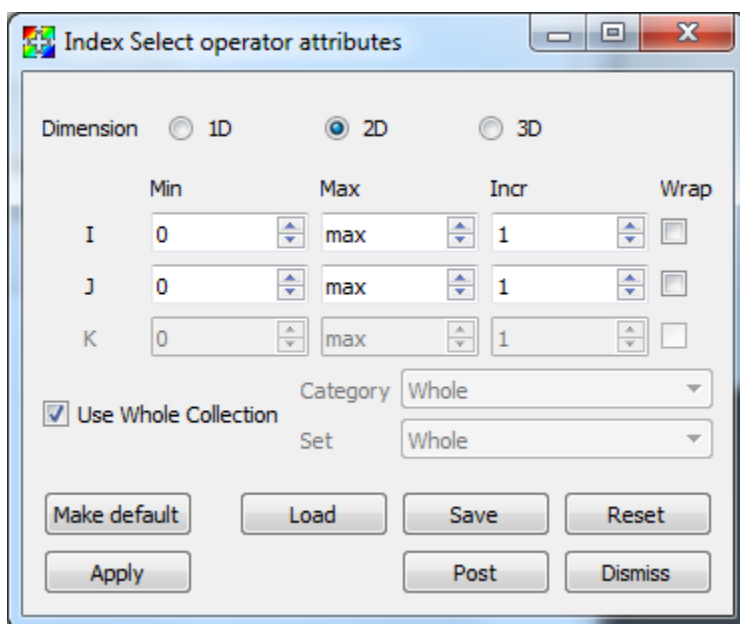 Index Select operator attributes
Dimension 1D 2D 3D
Min Max Incr Wrap
I 0 max 1
J 0 max 1
K 0 max 1
Category Whole
Use Whole Collection
Set Whole
Make default Load Save Reset
Apply Post Dismiss